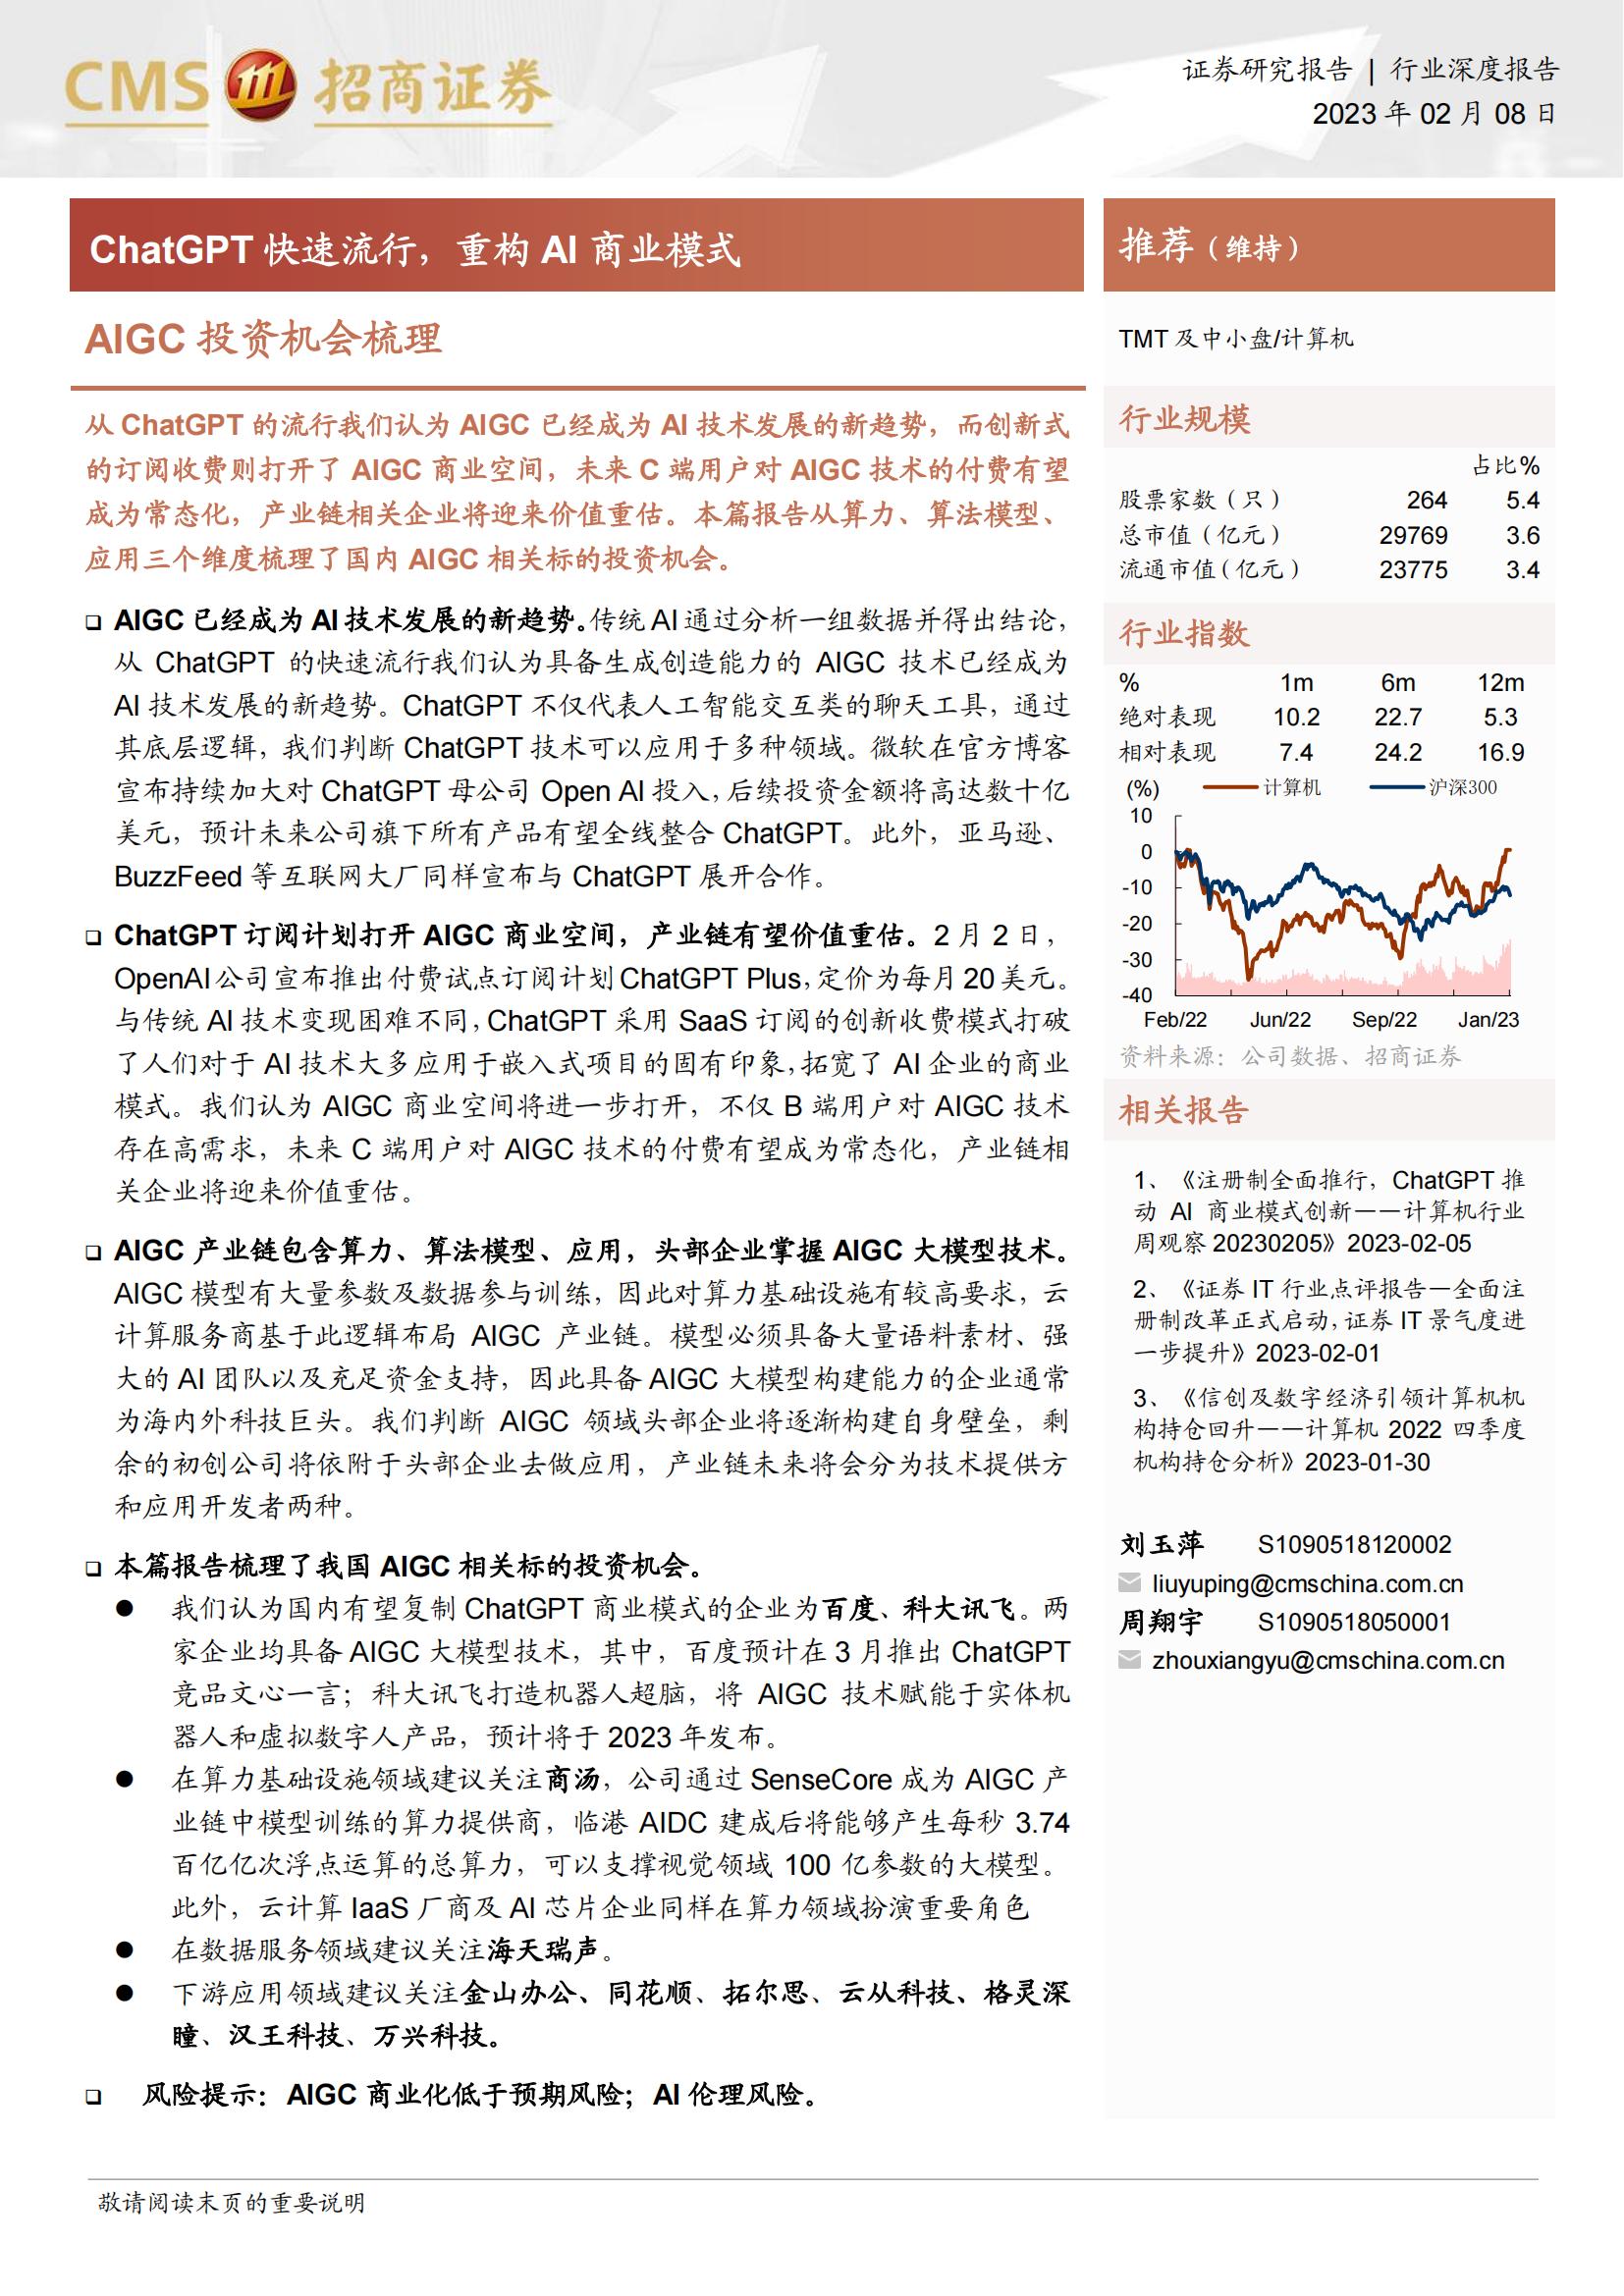 CMS 招商证券
证券研究报告 | 行业深度报告
2023 年 02 月 08 日
ChatGPT 快速流行，重构 AI 商业模式
AIGC 投资机会梳理
从 ChatGPT 的流行我们认为 AIGC 已经成为 AI 技术发展的新趋势，而创新式
的订阅收费则打开了 AIGC 商业空间，未来 C 端用户对 AIGC 技术的付费有望
成为常态化，产业链相关企业将迎来价值重估。本篇报告从算力、算法模型、
应用三个维度梳理了国内 AIGC 相关标的投资机会。
❑ AIGC 已经成为 AI 技术发展的新趋势。传统 AI 通过分析一组数据并得出结论，
从 ChatGPT 的快速流行我们认为具备生成创造能力的 AIGC 技术已经成为
AI 技术发展的新趋势。ChatGPT 不仅代表人工智能交互类的聊天工具，通过
其底层逻辑，我们判断 ChatGPT 技术可以应用于多种领域。微软在官方博客
宣布持续加大对 ChatGPT 母公司 Open AI 投入，后续投资金额将高达数十亿
美元，预计未来公司旗下所有产品有望全线整合 ChatGPT。此外，亚马逊、
BuzzFeed 等互联网大厂同样宣布与 ChatGPT 展开合作。
❑ ChatGPT 订阅计划打开 AIGC 商业空间，产业链有望价值重估。2 月 2 日，
OpenAI 公司宣布推出付费试点订阅计划 ChatGPT Plus，定价为每月 20 美元。
与传统 AI 技术变现困难不同，ChatGPT 采用 SaaS 订阅的创新收费模式打破
了人们对于 AI 技术大多应用于嵌入式项目的固有印象，拓宽了 AI 企业的商业
模式。我们认为 AIGC 商业空间将进一步打开，不仅 B 端用户对 AIGC 技术
存在高需求，未来 C 端用户对 AIGC 技术的付费有望成为常态化，产业链相
关企业将迎来价值重估。
❑ AIGC 产业链包含算力、算法模型、应用，头部企业掌握 AIGC 大模型技术。
AIGC 模型有大量参数及数据参与训练，因此对算力基础设施有较高要求，云
计算服务商基于此逻辑布局 AIGC 产业链。模型必须具备大量语料素材、强
大的 AI 团队以及充足资金支持，因此具备 AIGC 大模型构建能力的企业通常
为海内外科技巨头。我们判断 AIGC 领域头部企业将逐渐构建自身壁垒，剩
余的初创公司将依附于头部企业去做应用，产业链未来将会分为技术提供方
和应用开发者两种。
❑ 本篇报告梳理了我国 AIGC 相关标的投资机会。
● 我们认为国内有望复制 ChatGPT 商业模式的企业为百度、科大讯飞。两
家企业均具备 AIGC 大模型技术，其中，百度预计在 3 月推出 ChatGPT
竞品文心一言；科大讯飞打造机器人超脑，将 AIGC 技术赋能于实体机
器人和虚拟数字人产品，预计将于 2023 年发布。
● 在算力基础设施领域建议关注商汤，公司通过 SenseCore 成为 AIGC 产
业链中模型训练的算力提供商，临港 AIDC 建成后将能够产生每秒 3.74
百亿亿次浮点运算的总算力，可以支撑视觉领域 100 亿参数的大模型。
此外，云计算 IaaS 厂商及 AI 芯片企业同样在算力领域扮演重要角色
● 在数据服务领域建议关注海天瑞声。
● 下游应用领域建议关注金山办公、同花顺、拓尔思、云从科技、格灵深
瞳、汉王科技、万兴科技。
❑ 风险提示：AIGC 商业化低于预期风险；AI 伦理风险。
推荐（维持）
TMT 及中小盘/计算机
行业规模
占比%
股票家数（只） 264 5.4
总市值（亿元） 29769 3.6
流通市值（亿元） 23775 3.4
行业指数
% 1m 6m 12m
绝对表现 10.2 22.7 5.3
相对表现 7.4 24.2 16.9
(%) 计算机 沪深300
10
0
-10
-20
-30
-40
Feb/22 Jun/22 Sep/22 Jan/23
资料来源：公司数据、招商证券
相关报告
1、《注册制全面推行，ChatGPT 推
动 AI 商业模式创新——计算机行业
周观察 20230205》2023-02-05
2、《证券 IT 行业点评报告—全面注
册制改革正式启动，证券 IT 景气度进
一步提升》2023-02-01
3、《信创及数字经济引领计算机机
构持仓回升——计算机 2022 四季度
机构持仓分析》2023-01-30
刘玉萍 S1090518120002
liuyuping@cmschina.com.cn
周翔宇 S1090518050001
zhouxiangyu@cmschina.com.cn
敬请阅读末页的重要说明